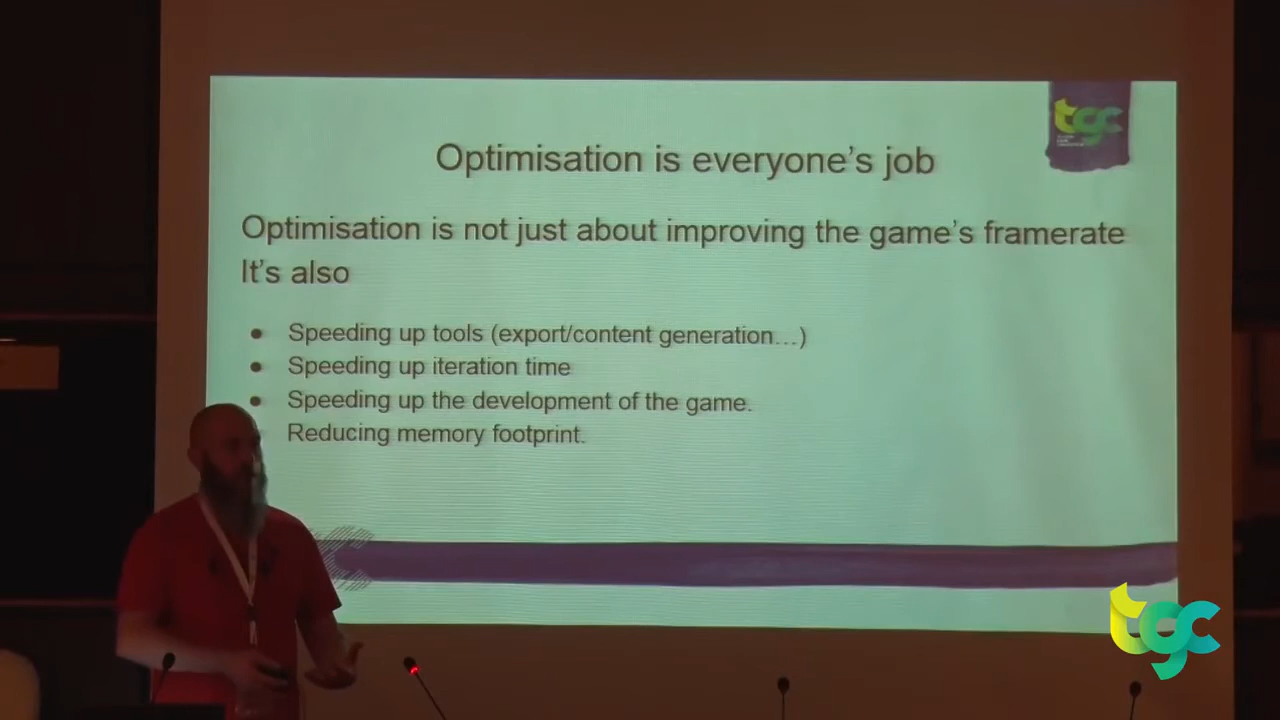 tgc
Optimisation is everyone's job
Optimisation is not just about improving the game's framerate
It's also
● Speeding up tools (export/content generation…)
● Speeding up iteration time
● Speeding up the development of the game.
Reducing memory footprint.
tgc